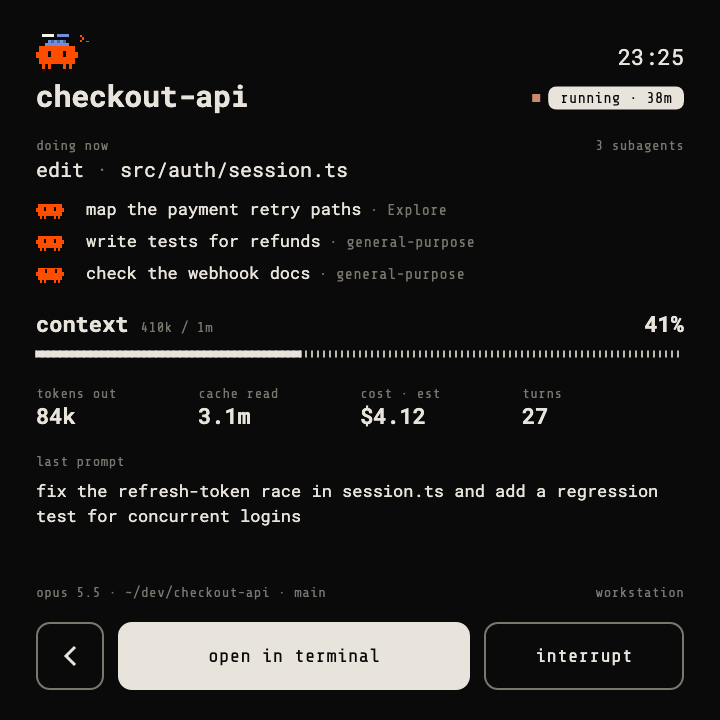 23:25
checkout-api
running · 38m
doing now
3 subagents
edit · src/auth/session.ts
map the payment retry paths · Explore
write tests for refunds · general-purpose
check the webhook docs · general-purpose
context 410k / 1m
41%
tokens out
cache read
cost · est
turns
84k
3.1m
$4.12
27
last prompt
fix the refresh-token race in session.ts and add a regression
test for concurrent logins
opus 5.5 · ~/dev/checkout-api · main
workstation
open in terminal
interrupt